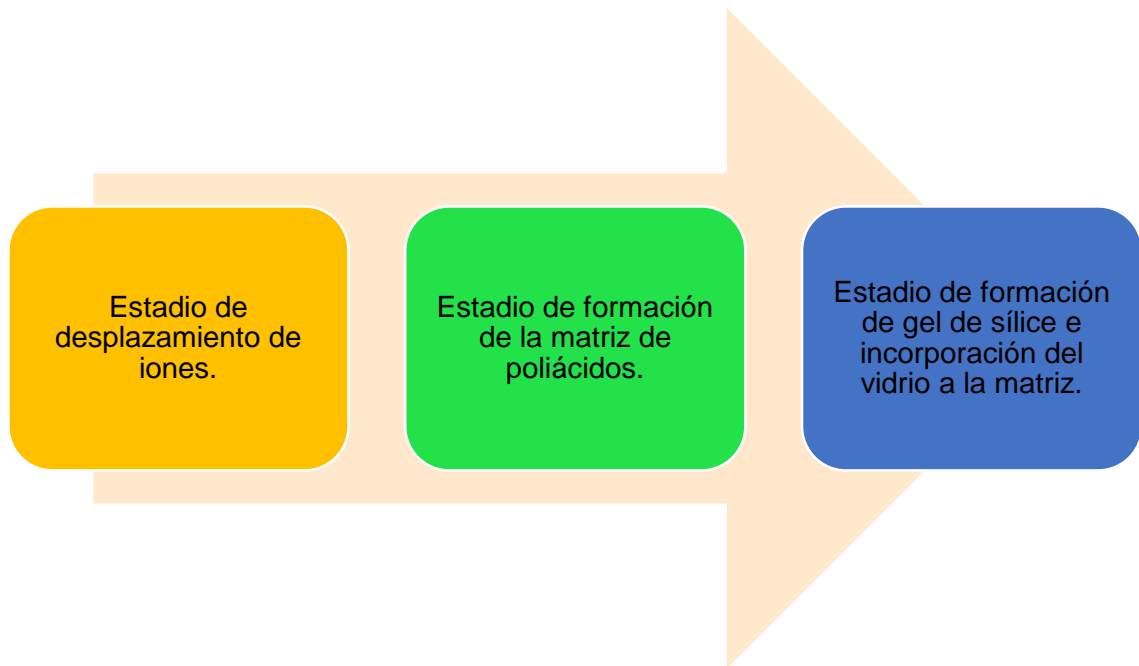 Estadio de
desplazamiento de
iones.
Estadio de formación
de la matriz de
poliácidos.
Estadio de formación
de gel de sílice e
incorporación del
vidrio a la matriz.